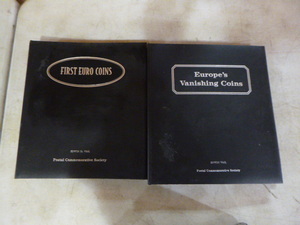 FIRST EURO COINS
Postal Commemorative Society
Europe's
Vanishing Coins
Postal Commemorative Society